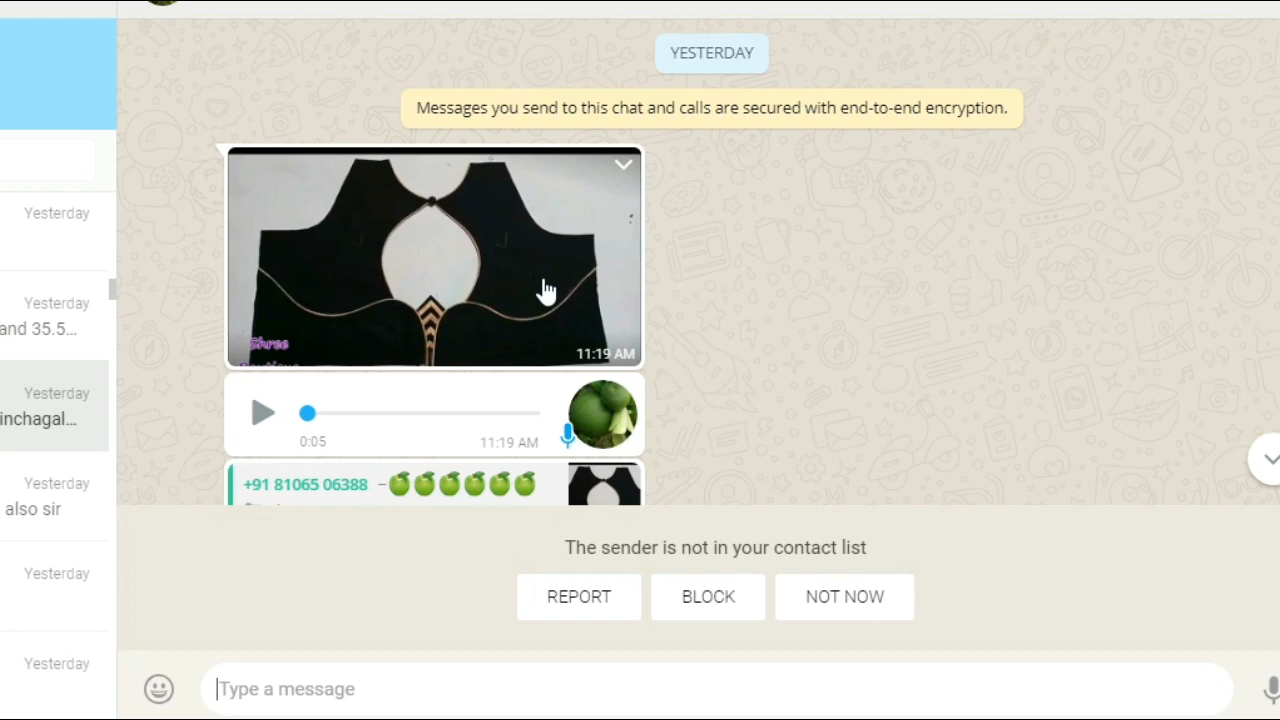 YESTERDAY
Messages you send to this chat and calls are secured with end-to-end encryption.
Yesterday
Yesterday
and 35.5...
Yesterday
inchagal...
Yesterday
also sir
Yesterday
Yesterday
Shree
11:19 AM
0:05
11:19 AM
+91 81065 06388 ~🍏🍏🍏🍏🍏🍏
The sender is not in your contact list
REPORT
BLOCK
NOT NOW
Type a message